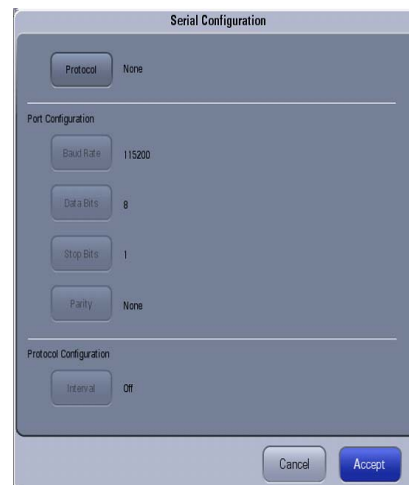 Serial Configuration
Protocol None
Port Configuration
Baud Rate 115200
Data Bits 8
Stop Bits 1
Parity None
Protocol Configuration
Interval Off
Cancel Accept